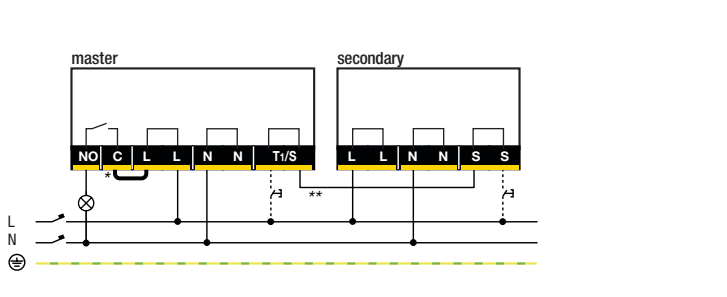 master secondary
NO C L L N N T1/S L L N N S S
* **
L
N